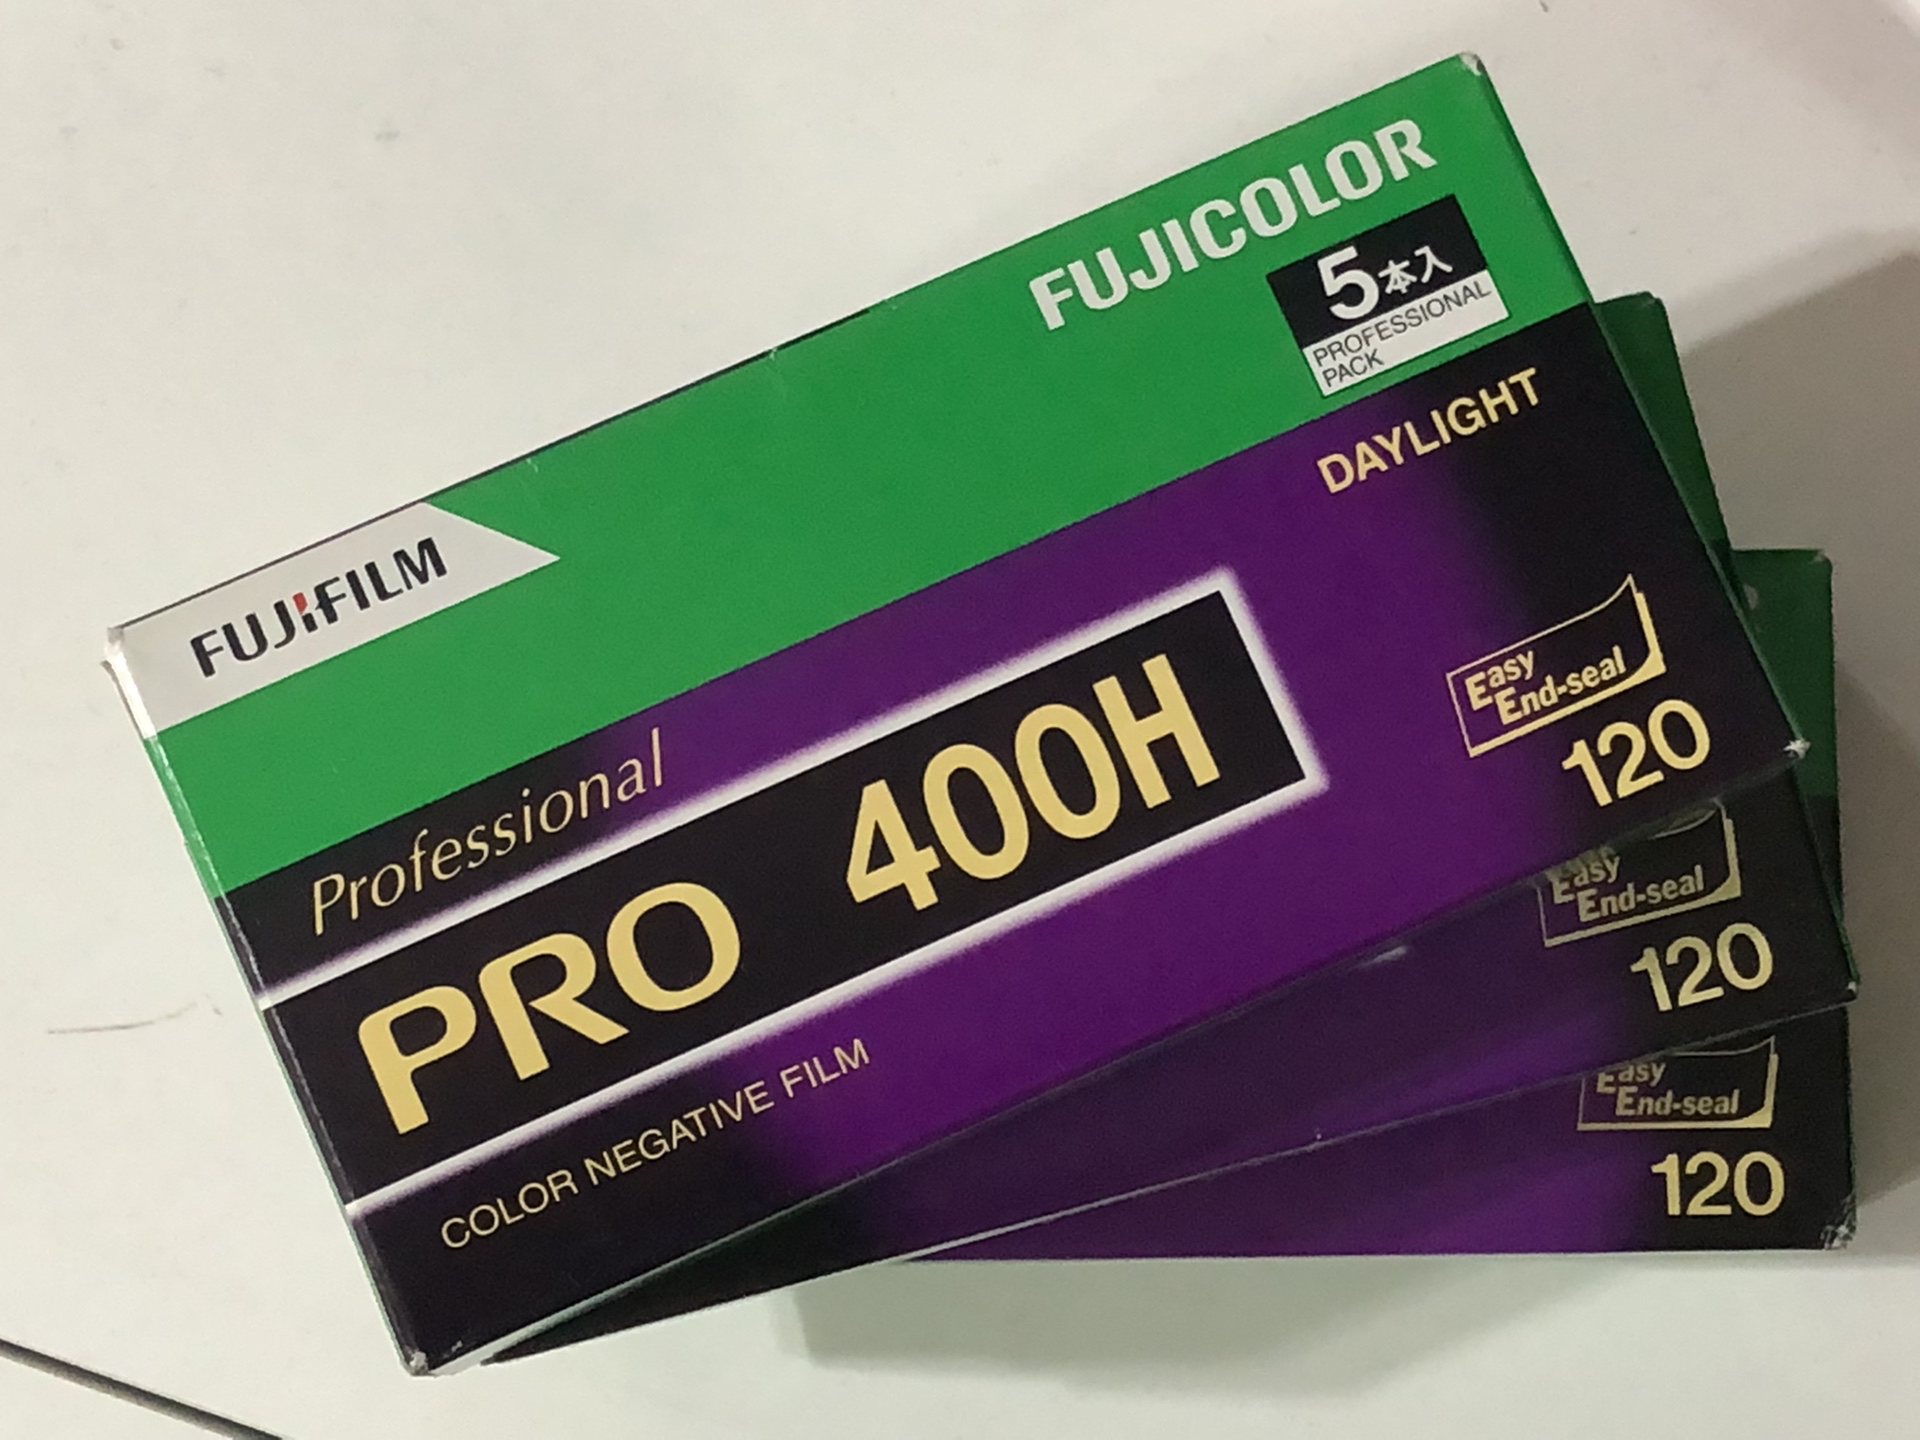 FUJICOLOR
5本入
PROFESSIONAL
PACK
FUJIFILM
DAYLIGHT
Professional
PRO 400H
Easy
End-seal
120
COLOR NEGATIVE FILM
Easy
End-seal
120
Easy
End-seal
120